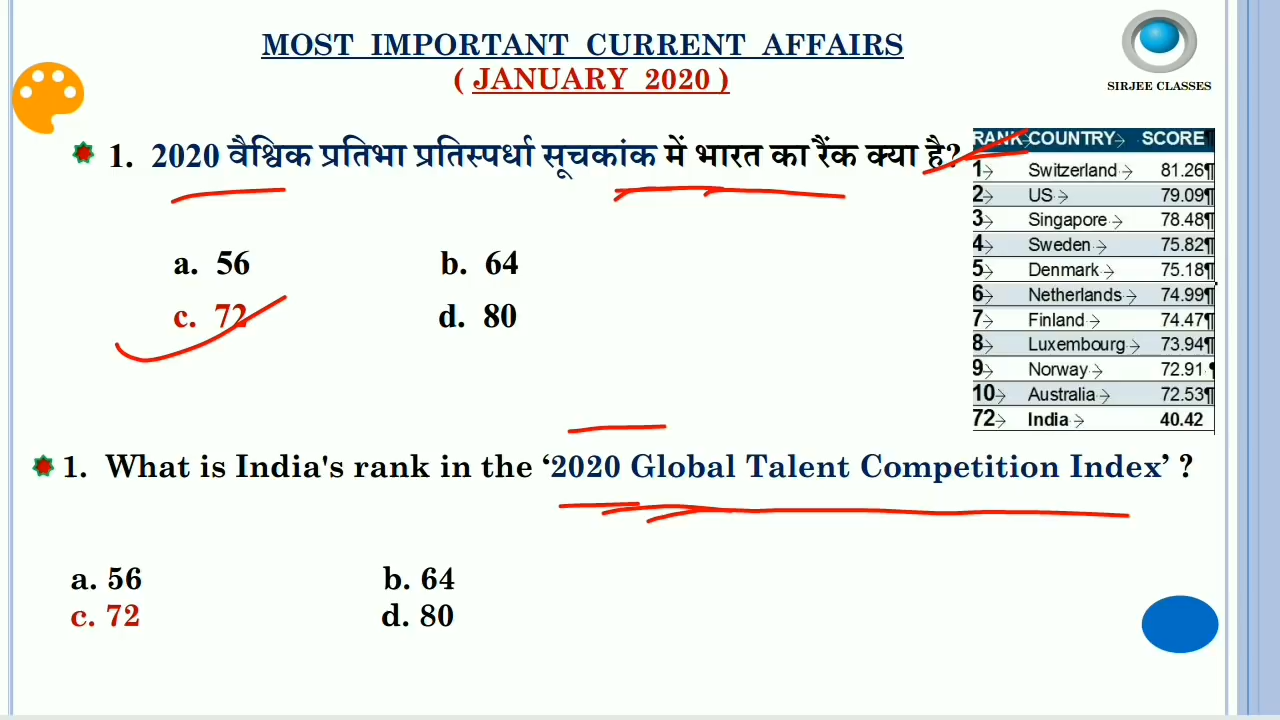 MOST IMPORTANT CURRENT AFFAIRS
( JANUARY 2020 )
SIRJEE CLASSES
1. 2020 वैश्विक प्रतिभा प्रतिस्पर्धा सूचकांक में भारत का रैंक क्या है?
a. 56 b. 64
c. 72 d. 80
RANK→ COUNTRY→ SCORE¶
1→ Switzerland→ 81.26¶
2→ US→ 79.09¶
3→ Singapore→ 78.48¶
4→ Sweden→ 75.82¶
5→ Denmark→ 75.18¶
6→ Netherlands→ 74.99¶
7→ Finland→ 74.47¶
8→ Luxembourg→ 73.94¶
9→ Norway→ 72.91¶
10→ Australia→ 72.53¶
72→ India→ 40.42
1. What is India's rank in the ‘2020 Global Talent Competition Index’ ?
a. 56 b. 64
c. 72 d. 80